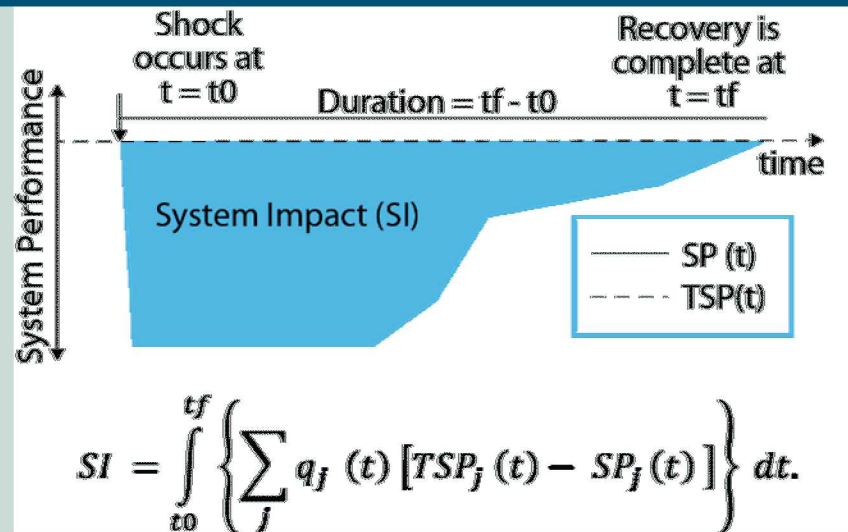 Shock
occurs at
t = t0
Recovery is
complete at
t = tf
Duration = tf - t0
System Performance
time
System Impact (SI)
SP (t)
TSP(t)
SI = ∫_{t0}^{tf} { ∑_j q_j (t) [TSP_j (t) − SP_j (t)] } dt.